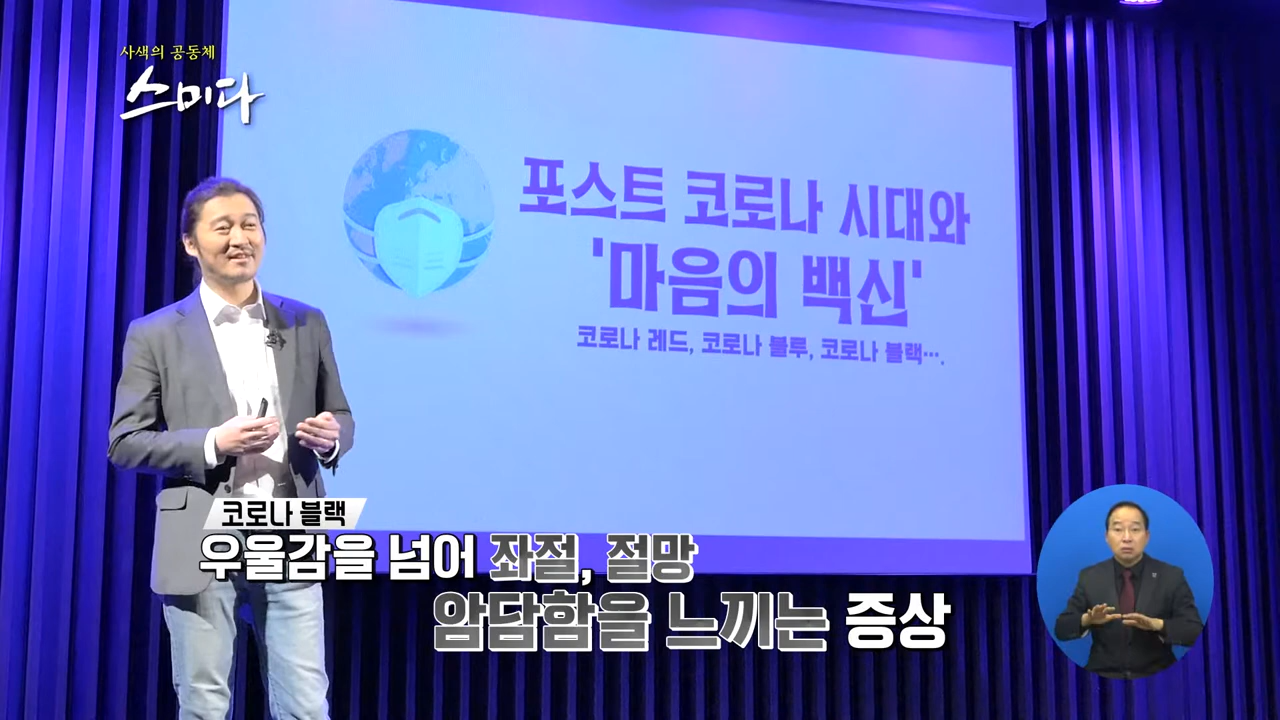 사색의 공동체
스미다
포스트 코로나 시대와
'마음의 백신'
코로나 레드, 코로나 블루, 코로나 블랙···.
코로나 블랙
우울감을 넘어 좌절, 절망
암담함을 느끼는 증상